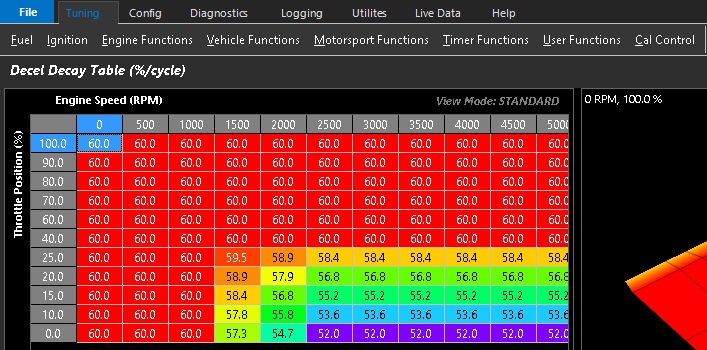 File Tuning Config Diagnostics Logging Utilites Live Data Help
Fuel Ignition Engine Functions Vehicle Functions Motorsport Functions Timer Functions User Functions Cal Control
Decel Decay Table (%/cycle)
Engine Speed (RPM) View Mode: STANDARD 0 RPM, 100.0 %
Throttle Position (%)
0 500 1000 1500 2000 2500 3000 3500 4000 4500 5000
100.0 60.0 60.0 60.0 60.0 60.0 60.0 60.0 60.0 60.0 60.0 60.0
90.0 60.0 60.0 60.0 60.0 60.0 60.0 60.0 60.0 60.0 60.0 60.0
80.0 60.0 60.0 60.0 60.0 60.0 60.0 60.0 60.0 60.0 60.0 60.0
70.0 60.0 60.0 60.0 60.0 60.0 60.0 60.0 60.0 60.0 60.0 60.0
60.0 60.0 60.0 60.0 60.0 60.0 60.0 60.0 60.0 60.0 60.0 60.0
40.0 60.0 60.0 60.0 60.0 60.0 60.0 60.0 60.0 60.0 60.0 60.0
25.0 60.0 60.0 60.0 59.5 58.9 58.4 58.4 58.4 58.4 58.4 58.4
20.0 60.0 60.0 60.0 58.9 57.9 56.8 56.8 56.8 56.8 56.8 56.8
15.0 60.0 60.0 60.0 58.4 56.8 55.2 55.2 55.2 55.2 55.2 55.2
10.0 60.0 60.0 60.0 57.8 55.8 53.6 53.6 53.6 53.6 53.6 53.6
0.0 60.0 60.0 60.0 57.3 54.7 52.0 52.0 52.0 52.0 52.0 52.0